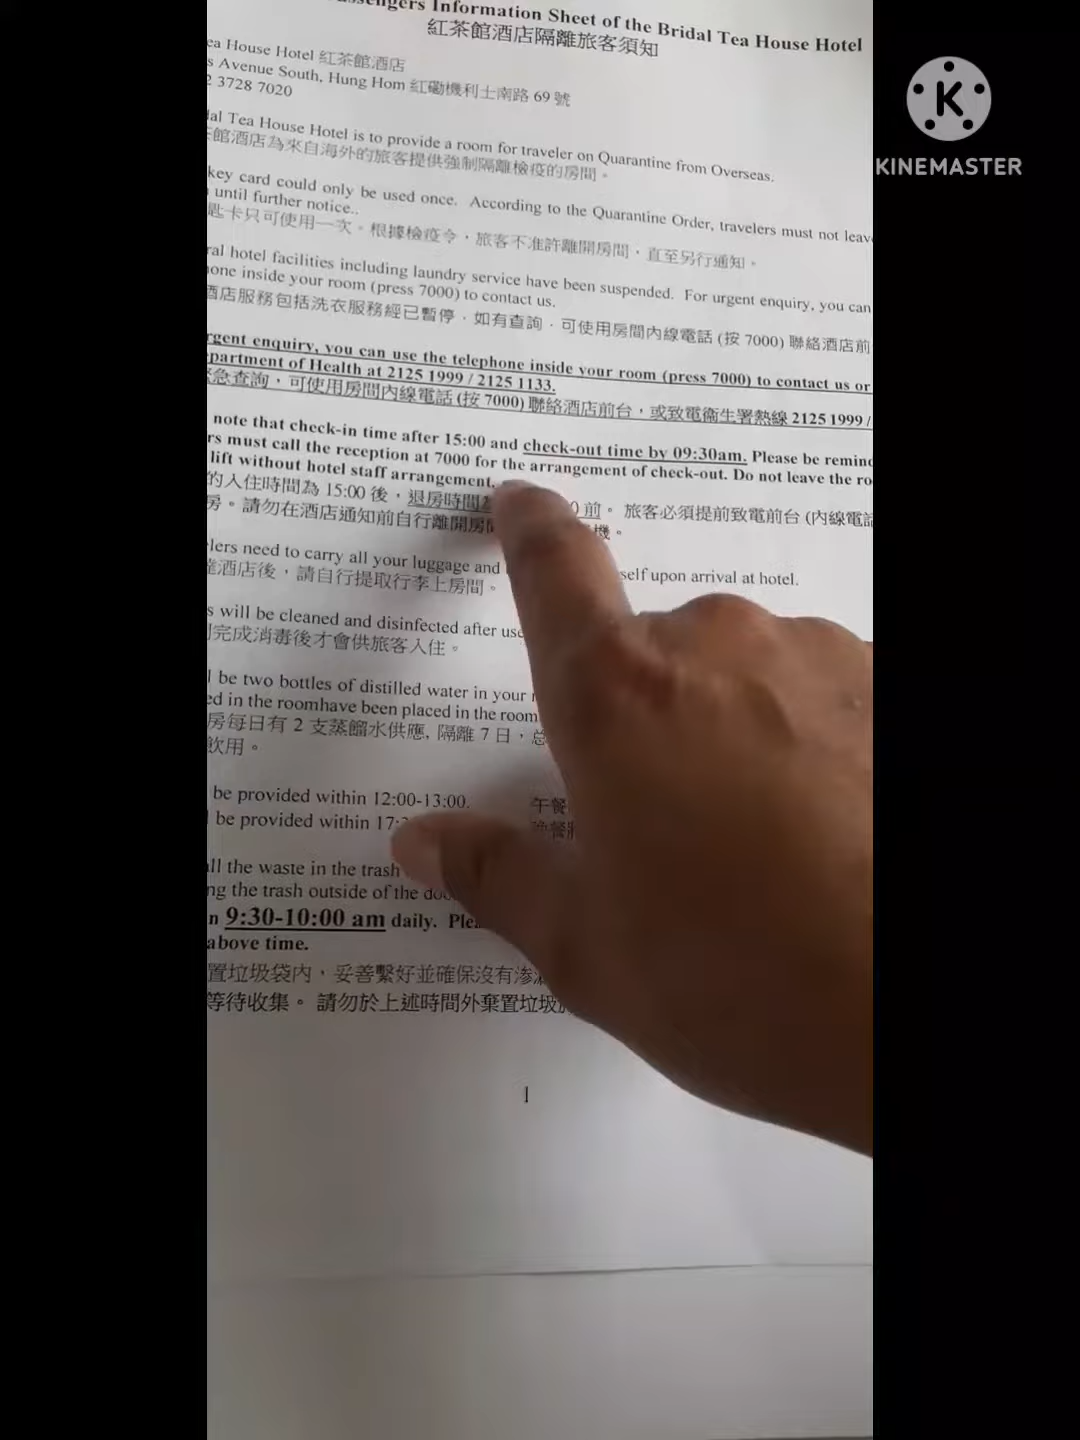 Information Sheet of the Bridal Tea House Hotel
紅茶館酒店隔離旅客須知
KINEMASTER
House Hotel 紅茶館酒店
Avenue South, Hung Hom 紅磡機利士南路 69 號
3728 7020
Tea House Hotel is to provide a room for traveler on Quarantine from Overseas.
館酒店為來自海外的旅客提供強制隔離檢疫的房間。
key card could only be used once. According to the Quarantine Order, travelers must not
until further notice..
匙卡只可使用一次。根據檢疫令，旅客不准許離開房間，直至另行通知。
hotel facilities including laundry service have been suspended. For urgent enquiry, you can
inside your room (press 7000) to contact us.
酒店服務包括洗衣服務經已暫停．如有查詢．可使用房間內線電話 (按 7000) 聯絡酒店前
enquiry, you can use the telephone inside your room (press 7000) to contact us or
of Health at 2125 1999 / 2125 1133.
急查詢，可使用房間內線電話 (按 7000) 聯絡酒店前台，或致電衞生署熱線 2125 1999 /
note that check-in time after 15:00 and check-out time by 09:30am. Please be
must call the reception at 7000 for the arrangement of check-out. Do not leave the
lift without hotel staff arrangement.
的入住時間為 15:00 後，退房時間 0 前。 旅客必須提前致電前台 (內線電話
房。請勿在酒店通知前自行離開房 機。
need to carry all your luggage and upon arrival at hotel.
酒店後，請自行提取行李上房間。
will be cleaned and disinfected after
完成消毒後才會供旅客入住。
be two bottles of distilled water in your
in the roomhave been placed in the room
房每日有 2 支蒸餾水供應, 隔離 7 日，
飲用。
be provided within 12:00-13:00. 午餐
be provided within 晚餐
the waste in the trash
the trash outside of the
9:30-10:00 am daily.
above time.
置垃圾袋內，妥善繫好並確保沒有滲
等待收集。 請勿於上述時間外棄置垃圾
1